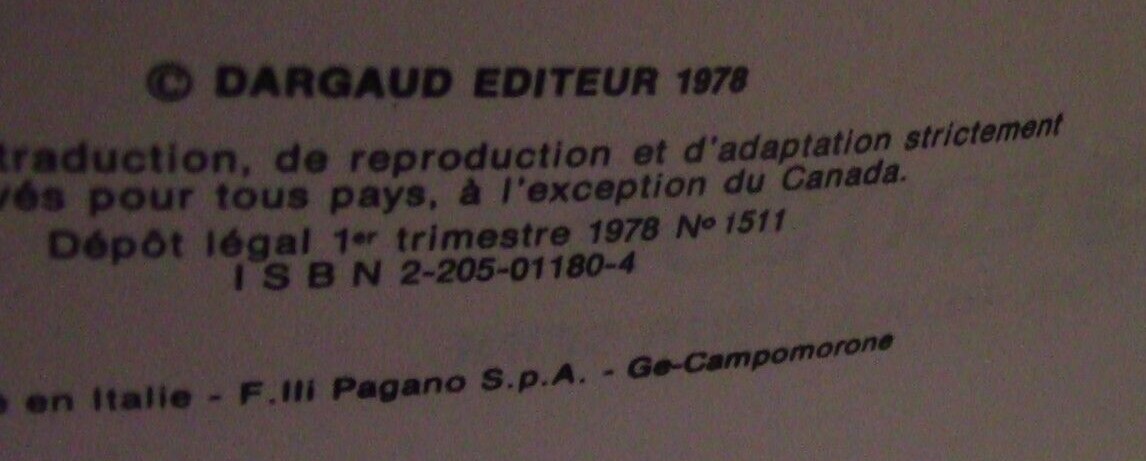 © DARGAUD EDITEUR 1978
traduction, de reproduction et d'adaptation strictement
vés pour tous pays, à l'exception du Canada.
Dépôt légal 1er trimestre 1978 No 1511
I S B N 2-205-01180-4
en Italie - F.lli Pagano S.p.A. - Ge-Campomorone